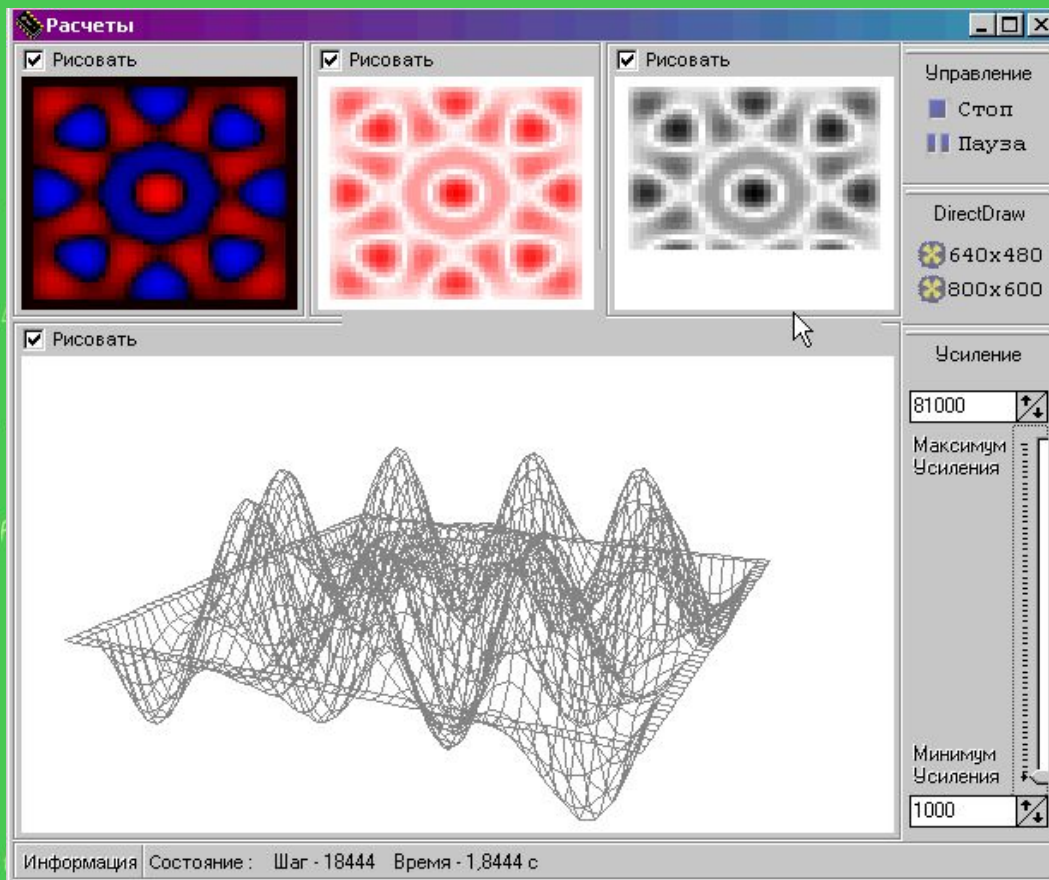 Расчеты
Рисовать
Рисовать
Рисовать
Управление
Стоп
Пауза
DirectDraw
640x480
800x600
Рисовать
Усиление
81000
Максимум
Усиления
Минимум
Усиления
1000
Информация Состояние : Шаг - 18444 Время - 1,8444 с